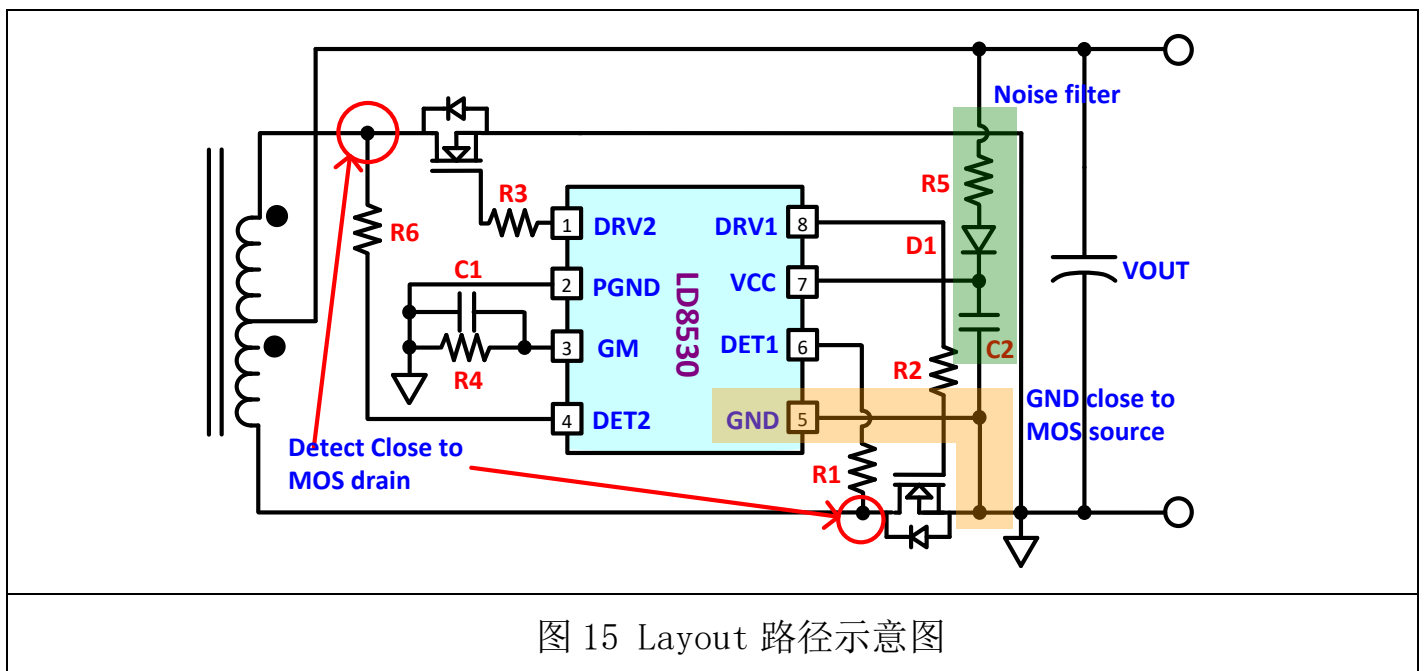 Noise filter
R5
R3
R6
1 DRV2
DRV1 8
D1
C1
2 PGND
VCC 7
VOUT
LD8530
3 GM
DET1 6
C2
R4
R2
4 DET2
GND 5
GND close to
MOS source
Detect Close to
MOS drain
R1
图 15 Layout 路径示意图